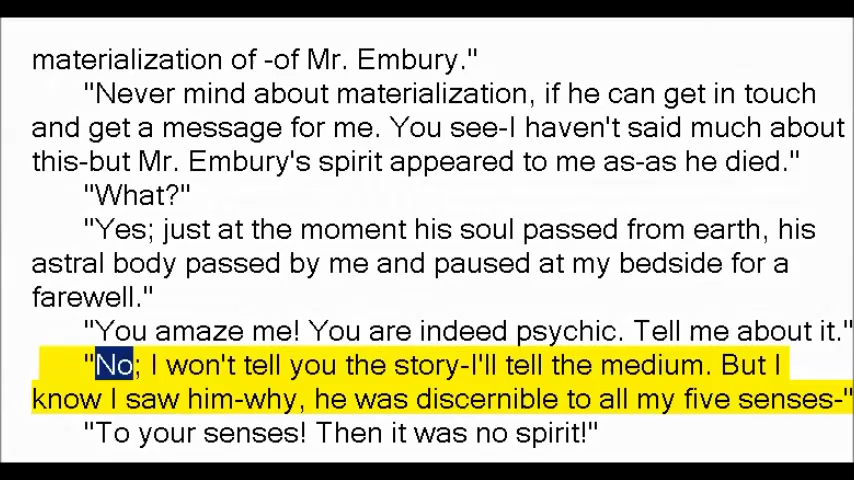 materialization of -of Mr. Embury."
"Never mind about materialization, if he can get in touch
and get a message for me. You see-I haven't said much about
this-but Mr. Embury's spirit appeared to me as-as he died."
"What?"
"Yes; just at the moment his soul passed from earth, his
astral body passed by me and paused at my bedside for a
farewell."
"You amaze me! You are indeed psychic. Tell me about it."
"No; I won't tell you the story-I'll tell the medium. But I
know I saw him-why, he was discernible to all my five senses-"
"To your senses! Then it was no spirit!"